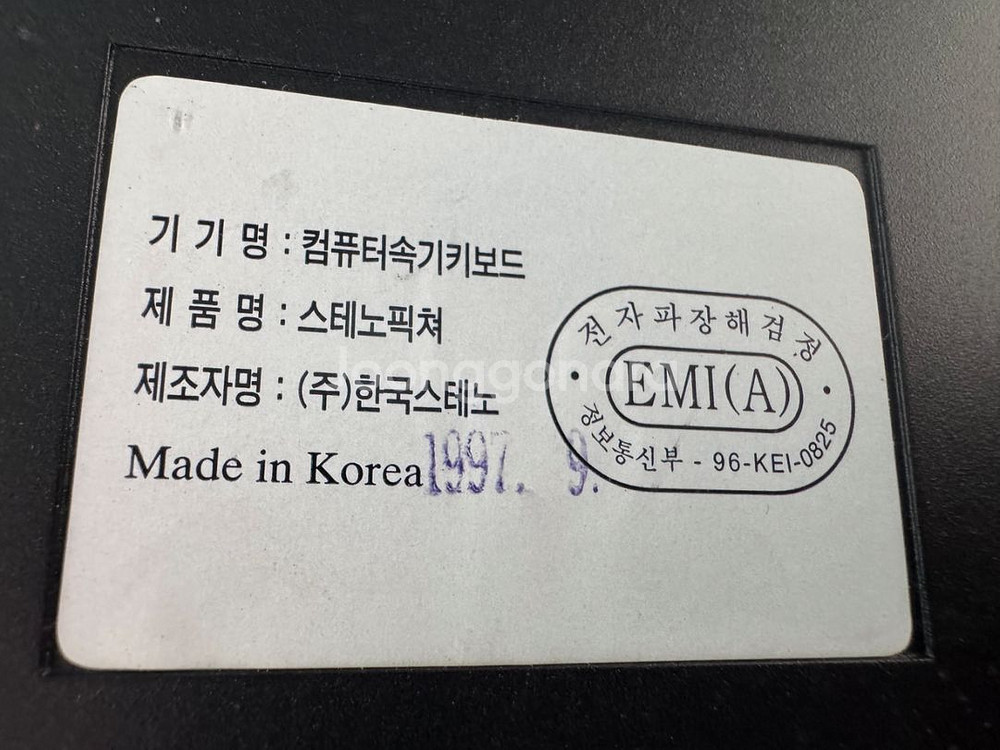 기 기 명 : 컴퓨터속기키보드
제 품 명 : 스테노픽쳐
제조자명 : (주)한국스테노
Made in Korea 1997. 9.
전자파장해검정
EMI(A)
정보통신부 - 96-KEI-0825
joonggonara